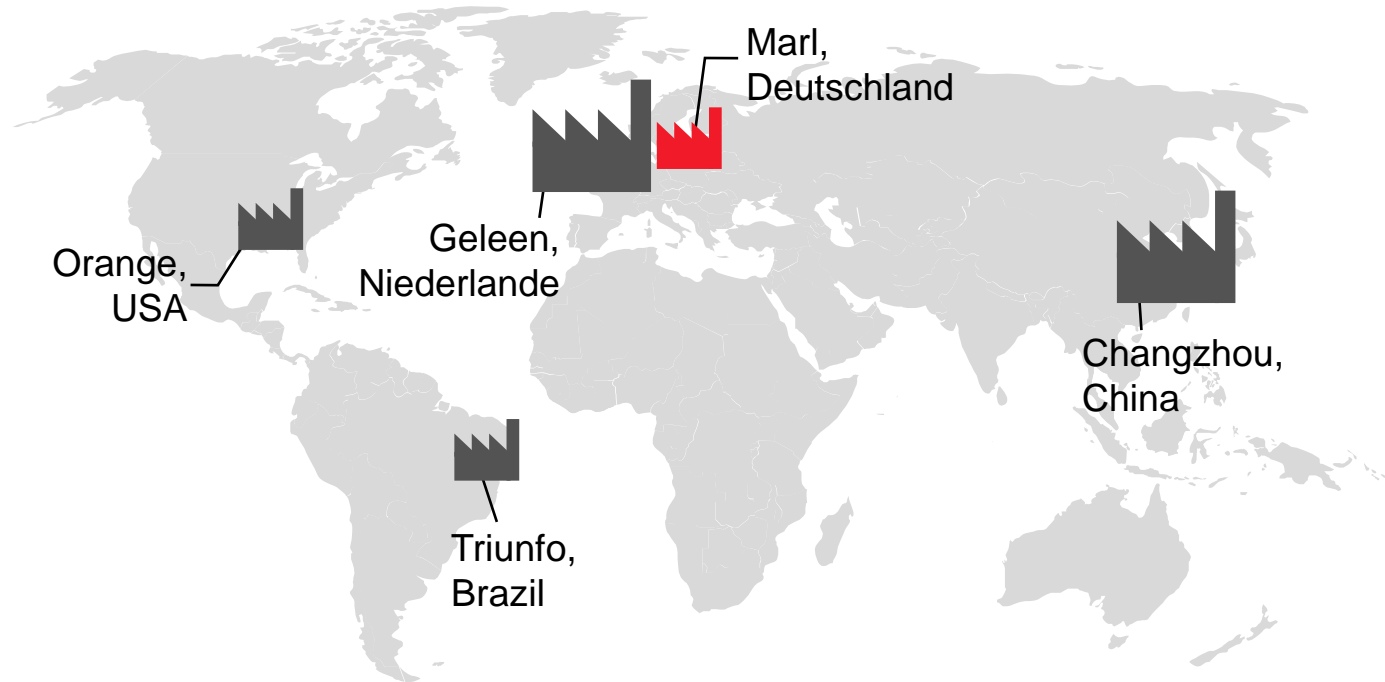 Marl,
Deutschland
Geleen,
Niederlande
Orange,
USA
Changzhou,
China
Triunfo,
Brazil